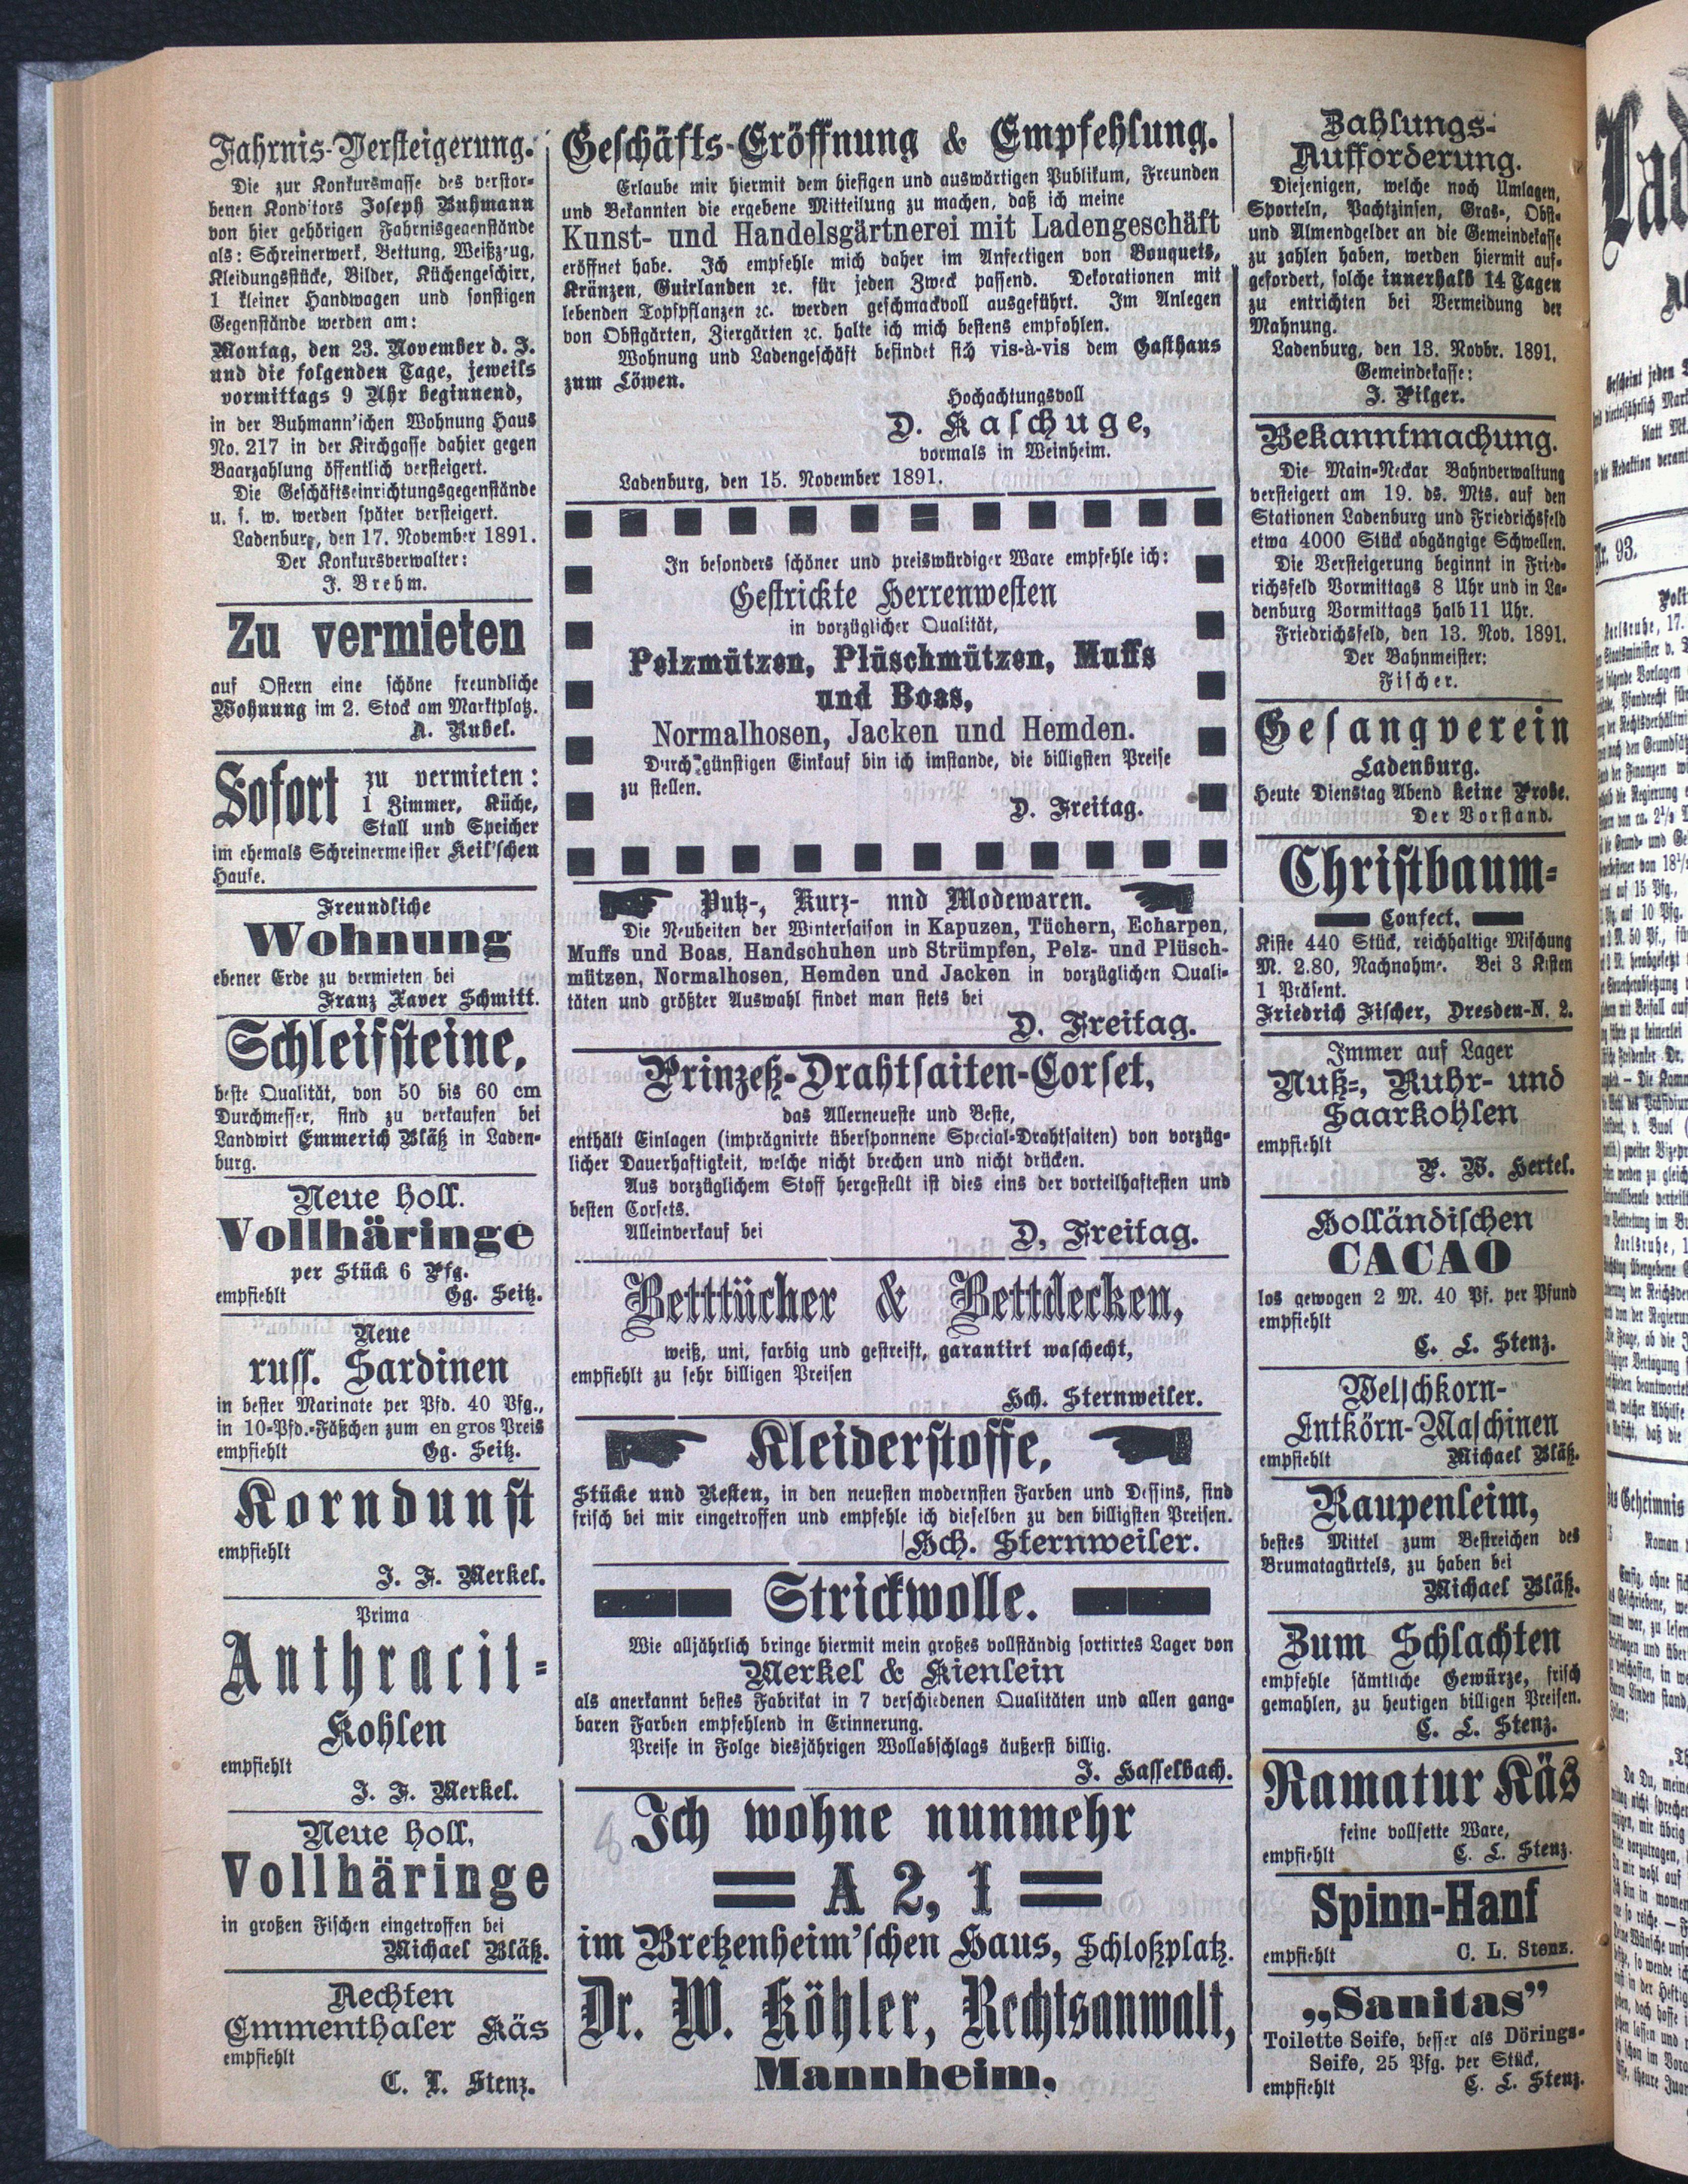 Fahrnis-Versteigerung.
Die zur Konkursmasse des verstor-
benen Konditors Joseph Buhmann
von hier gehörigen Fahrnisgegenstände
als: Schreinerwerk, Bettung, Weißzeug,
Kleidungsstücke, Bilder, Küchengeschirr,
1 kleiner Handwagen und sonstigen
Gegenstände werden am:
Montag, den 23. November d. J.
und die folgenden Tage, jeweils
vormittags 9 Uhr beginnend,
in der Buhmann'schen Wohnung Haus
No. 217 in der Kirchgasse dahier gegen
Baarzahlung öffentlich versteigert.
Die Geschäftseinrichtungsgegenstände
u. s. w. werden später versteigert.
Ladenburg, den 17. November 1891.
Der Konkursverwalter:
J. Brehm.
Zu vermieten
auf Ostern eine schöne freundliche
Wohnung im 2. Stock am Marktplatz.
A. Rubel.
Sofort zu vermieten:
1 Zimmer, Küche,
Stall und Speicher
im ehemals Schreinermeister Keil'schen
Hause.
Freundliche
Wohnung
ebener Erde zu vermieten bei
Franz Xaver Schmitt.
Schleifsteine,
beste Qualität, von 50 bis 60 cm
Durchmesser, sind zu verkaufen bei
Landwirt Emmerich Bläß in Laden-
burg.
Neue holl.
Vollhäringe
per Stück 6 Pfg.
empfiehlt Gg. Seitz.
Neue
russ. Sardinen
in bester Marinate per Pfd. 40 Pfg.,
in 10-Pfd.-Fäßchen zum en gros Preis
empfiehlt Gg. Seitz.
Korndunst
empfiehlt
J. F. Merkel.
Prima
Anthracit-
Kohlen
empfiehlt
J. F. Merkel.
Neue holl,
Vollhäringe
in großen Fischen eingetroffen bei
Michael Bläß.
Aechten
Emmenthaler Käs
empfiehlt
C. L. Stenz.
Geschäfts-Eröffnung & Empfehlung.
Erlaube mir hiermit dem hiesigen und auswärtigen Publikum, Freunden
und Bekannten die ergebene Mitteilung zu machen, daß ich meine
Kunst- und Handelsgärtnerei mit Ladengeschäft
eröffnet habe. Ich empfehle mich daher im Anfertigen von Bouquets,
Kränzen, Guirlanden ꝛc. für jeden Zweck passend. Dekorationen mit
lebenden Topfpflanzen ꝛc. werden geschmackvoll ausgeführt. Im Anlegen
von Obstgärten, Ziergärten ꝛc. halte ich mich bestens empfohlen.
Wohnung und Ladengeschäft befindet sich vis-à-vis dem Gasthaus
zum Löwen.
Hochachtungsvoll
D. Kaschuge,
vormals in Weinheim.
Ladenburg, den 15. November 1891.
In besonders schöner und preiswürdiger Ware empfehle ich:
Gestrickte Herrenwesten
in vorzüglicher Qualität,
Pelzmützen, Plüschmützen, Muffs
und Boas,
Normalhosen, Jacken und Hemden.
Durch günstigen Einkauf bin ich imstande, die billigsten Preise
zu stellen.
D. Freitag.
Putz-, Kurz- nnd Modewaren.
Die Neuheiten der Wintersaison in Kapuzen, Tüchern, Echarpen,
Muffs und Boas, Handschuhen und Strümpfen, Pelz- und Plüsch-
mützen, Normalhosen, Hemden und Jacken in vorzüglichen Quali-
täten und größter Auswahl findet man stets bei
D. Freitag.
Prinzeß-Drahtsaiten-Corset,
das Allerneueste und Beste,
enthält Einlagen (imprägnirte übersponnene Special-Drahtsaiten) von vorzüg-
licher Dauerhaftigkeit, welche nicht brechen und nicht drücken.
Aus vorzüglichem Stoff hergestellt ist dies eins der vorteilhaftesten und
besten Corsets.
Alleinverkauf bei D, Freitag.
Betttücher & Bettdecken,
weiß, uni, farbig und gestreift, garantirt waschecht,
empfiehlt zu sehr billigen Preisen
Hch. Sternweiler.
Kleiderstoffe,
Stücke und Resten, in den neuesten modernsten Farben und Dessins, sind
frisch bei mir eingetroffen und empfehle ich dieselben zu den billigsten Preisen.
Hch. Sternweiler.
Strickwolle.
Wie alljährlich bringe hiermit mein großes vollständig sortirtes Lager von
Merkel & Kienlein
als anerkannt bestes Fabrikat in 7 verschiedenen Qualitäten und allen gang-
baren Farben empfehlend in Erinnerung.
Preise in Folge diesjährigen Wollabschlags äußerst billig.
J. Hasselbach.
Ich wohne nunmehr
A 2, 1
im Bretzenheim'schen Haus, Schloßplatz.
Dr. W. Köhler, Rechtsanwalt,
Mannheim,
Zahlungs-
Aufforderung.
Diejenigen, welche noch Umlagen,
Sporteln, Pachtzinsen, Gras-, Obst-
und Almendgelder an die Gemeindekasse
zu zahlen haben, werden hiermit auf-
gefordert, solche innerhalb 14 Tagen
zu entrichten bei Vermeidung der
Mahnung.
Ladenburg, den 13. Novbr. 1891.
Gemeindekasse:
J. Pilger.
Bekanntmachung.
Die Main-Neckar Bahnverwaltung
versteigert am 19. ds. Mts. auf den
Stationen Ladenburg und Friedrichsfeld
etwa 4000 Stück abgängige Schwellen.
Die Versteigerung beginnt in Fried-
richsfeld Vormittags 8 Uhr und in La-
denburg Vormittags halb 11 Uhr.
Friedrichsfeld, den 13. Nov. 1891.
Der Bahnmeister:
Fischer.
Gesangverein
Ladenburg.
Heute Dienstag Abend keine Probe.
Der Vorstand.
Christbaum-
Confect.
Kiste 440 Stück, reichhaltige Mischung
M. 2.80, Nachnahme. Bei 3 Kisten
1 Präsent.
Friedrich Fischer, Dresden-N. 2.
Immer auf Lager
Nuß-, Ruhr- und
Saarkohlen
empfiehlt
P. W. Hertel.
Holländischen
CACAO
los gewogen 2 M. 40 Pf. per Pfund
empfiehlt
C. L. Stenz.
Welschkorn-
Entkörn-Maschinen
empfiehlt Michael Bläß.
Raupenleim,
bestes Mittel zum Bestreichen des
Brumatagürtels, zu haben bei
Michael Bläß.
Zum Schlachten
empfehle sämtliche Gewürze, frisch
gemahlen, zu heutigen billigen Preisen.
C. L. Stenz.
Ramatur Käs
feine vollfette Ware,
empfiehlt C. L. Stenz.
Spinn-Hanf
empfiehlt C. L. Stenz.
„Sanitas”
Toilette Seife, besser als Dörings-
Seife, 25 Pfg. per Stück,
empfiehlt C. L. Stenz.
Nr. 93.